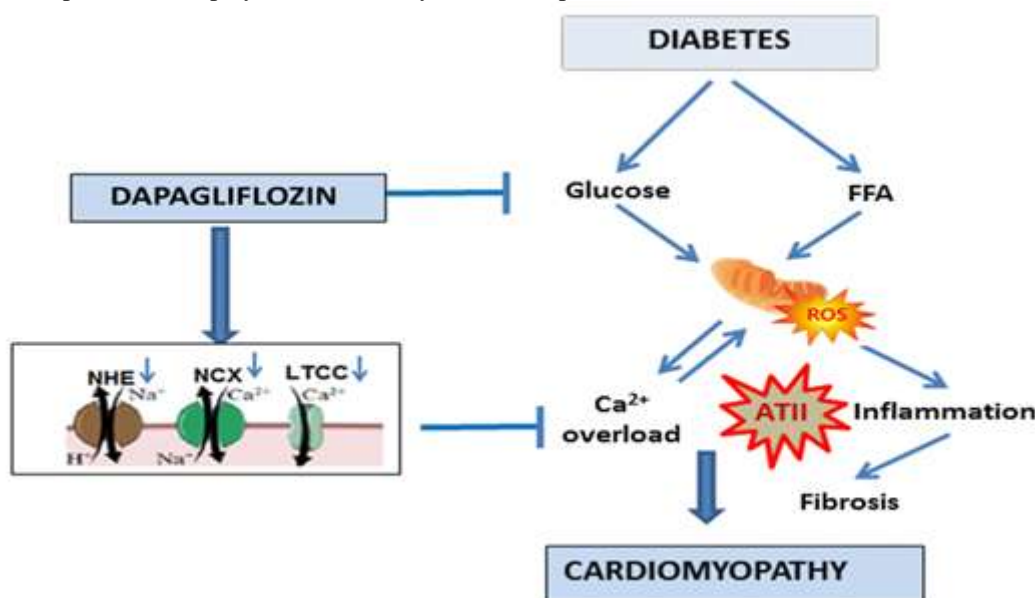 DIABETES
DAPAGLIFLOZIN
Glucose
FFA
ROS
NHE
NCX
LTCC
Na⁺
Ca²⁺
Ca²⁺
H⁺
Na⁺
Ca²⁺
overload
ATII
Inflammation
Fibrosis
CARDIOMYOPATHY